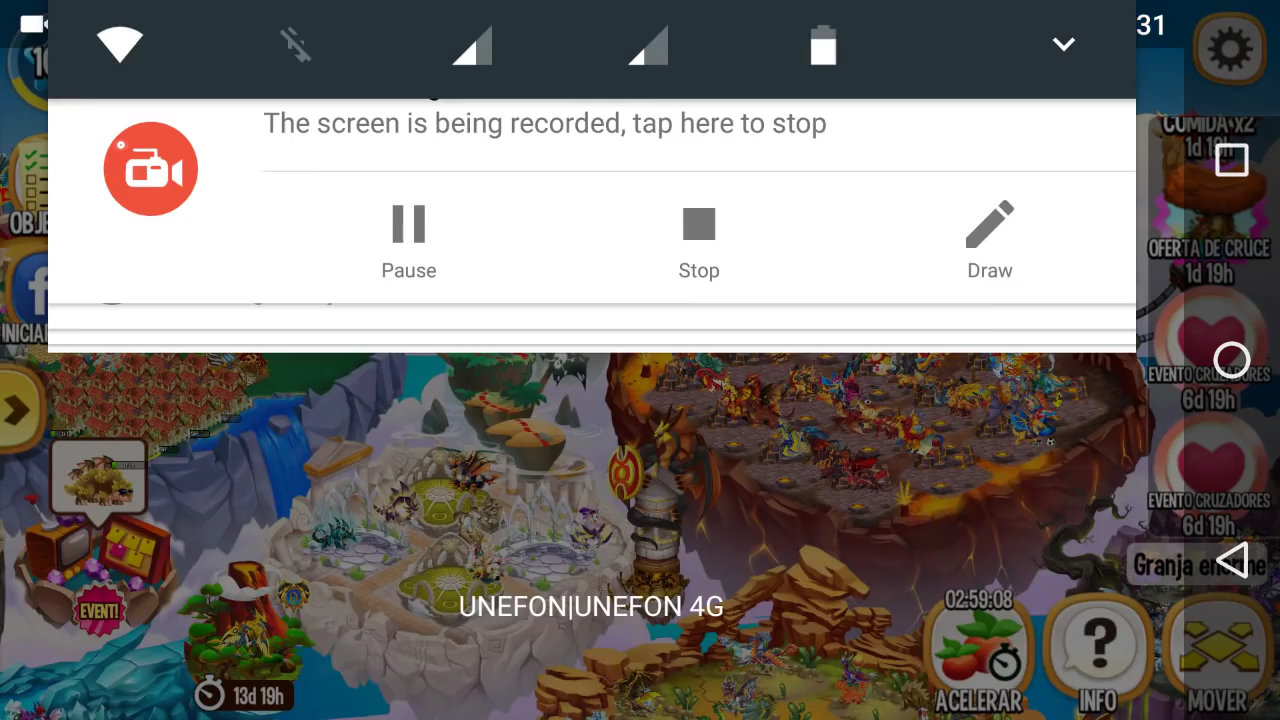 31
10
The screen is being recorded, tap here to stop
Pause
Stop
Draw
COMIDA X2
1d 19h
OBJE
OFERTA DE CRUCE
1d 19h
INICIA
EVENTO CRUZADORES
6d 19h
EVENTO CRUZADORES
6d 19h
Granja enorme
EVENT!
UNEFON|UNEFON 4G
02:59:08
13d 19h
ACELERAR
INFO
MOVER